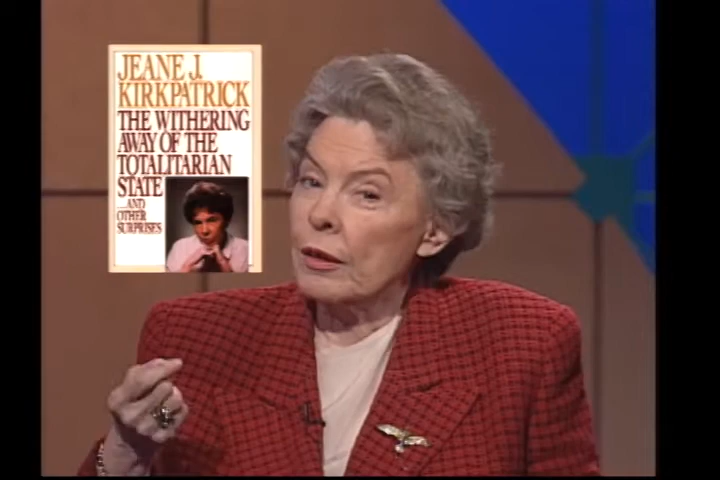 JEANE J.
KIRKPATRICK
THE WITHERING
AWAY OF THE
TOTALITARIAN
STATE
...AND
OTHER
SURPRISES